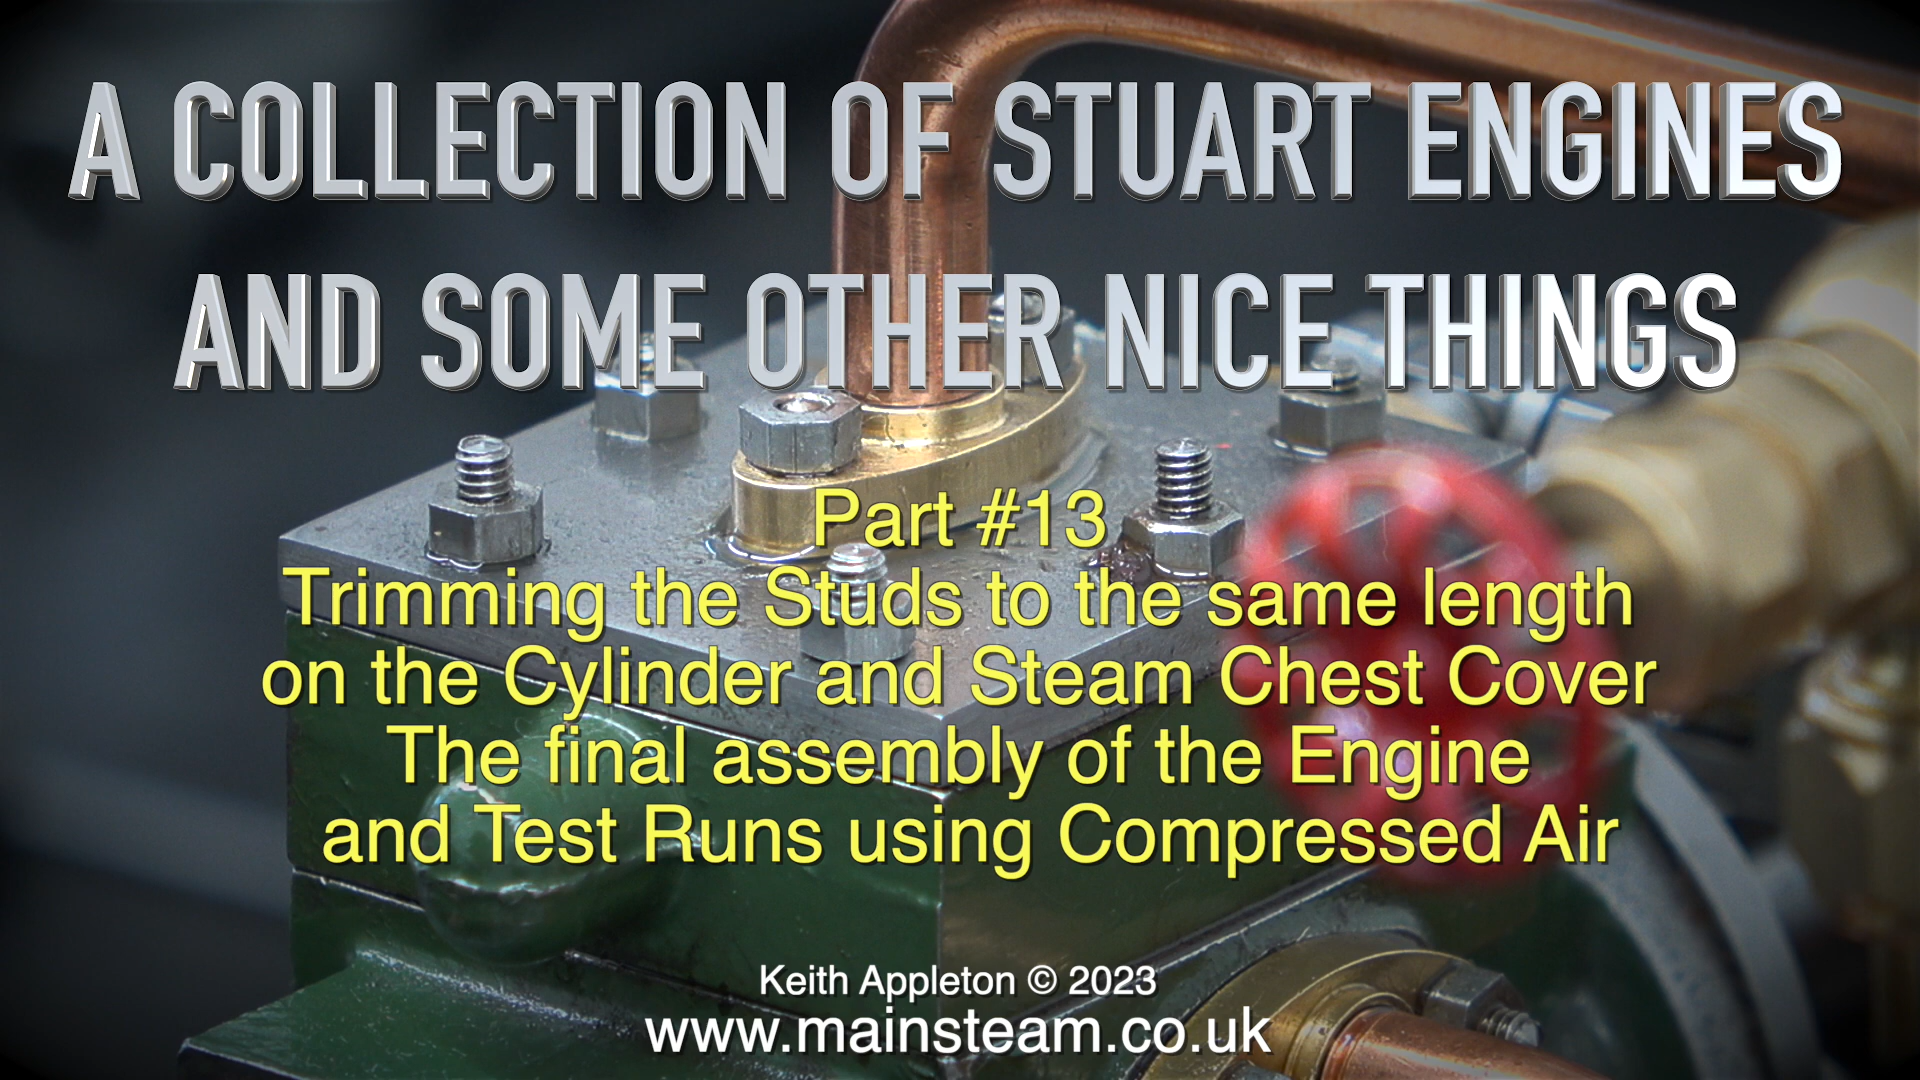 A COLLECTION OF STUART ENGINES
AND SOME OTHER NICE THINGS
Part #13
Trimming the Studs to the same length
on the Cylinder and Steam Chest Cover
The final assembly of the Engine
and Test Runs using Compressed Air
Keith Appleton © 2023
www.mainsteam.co.uk